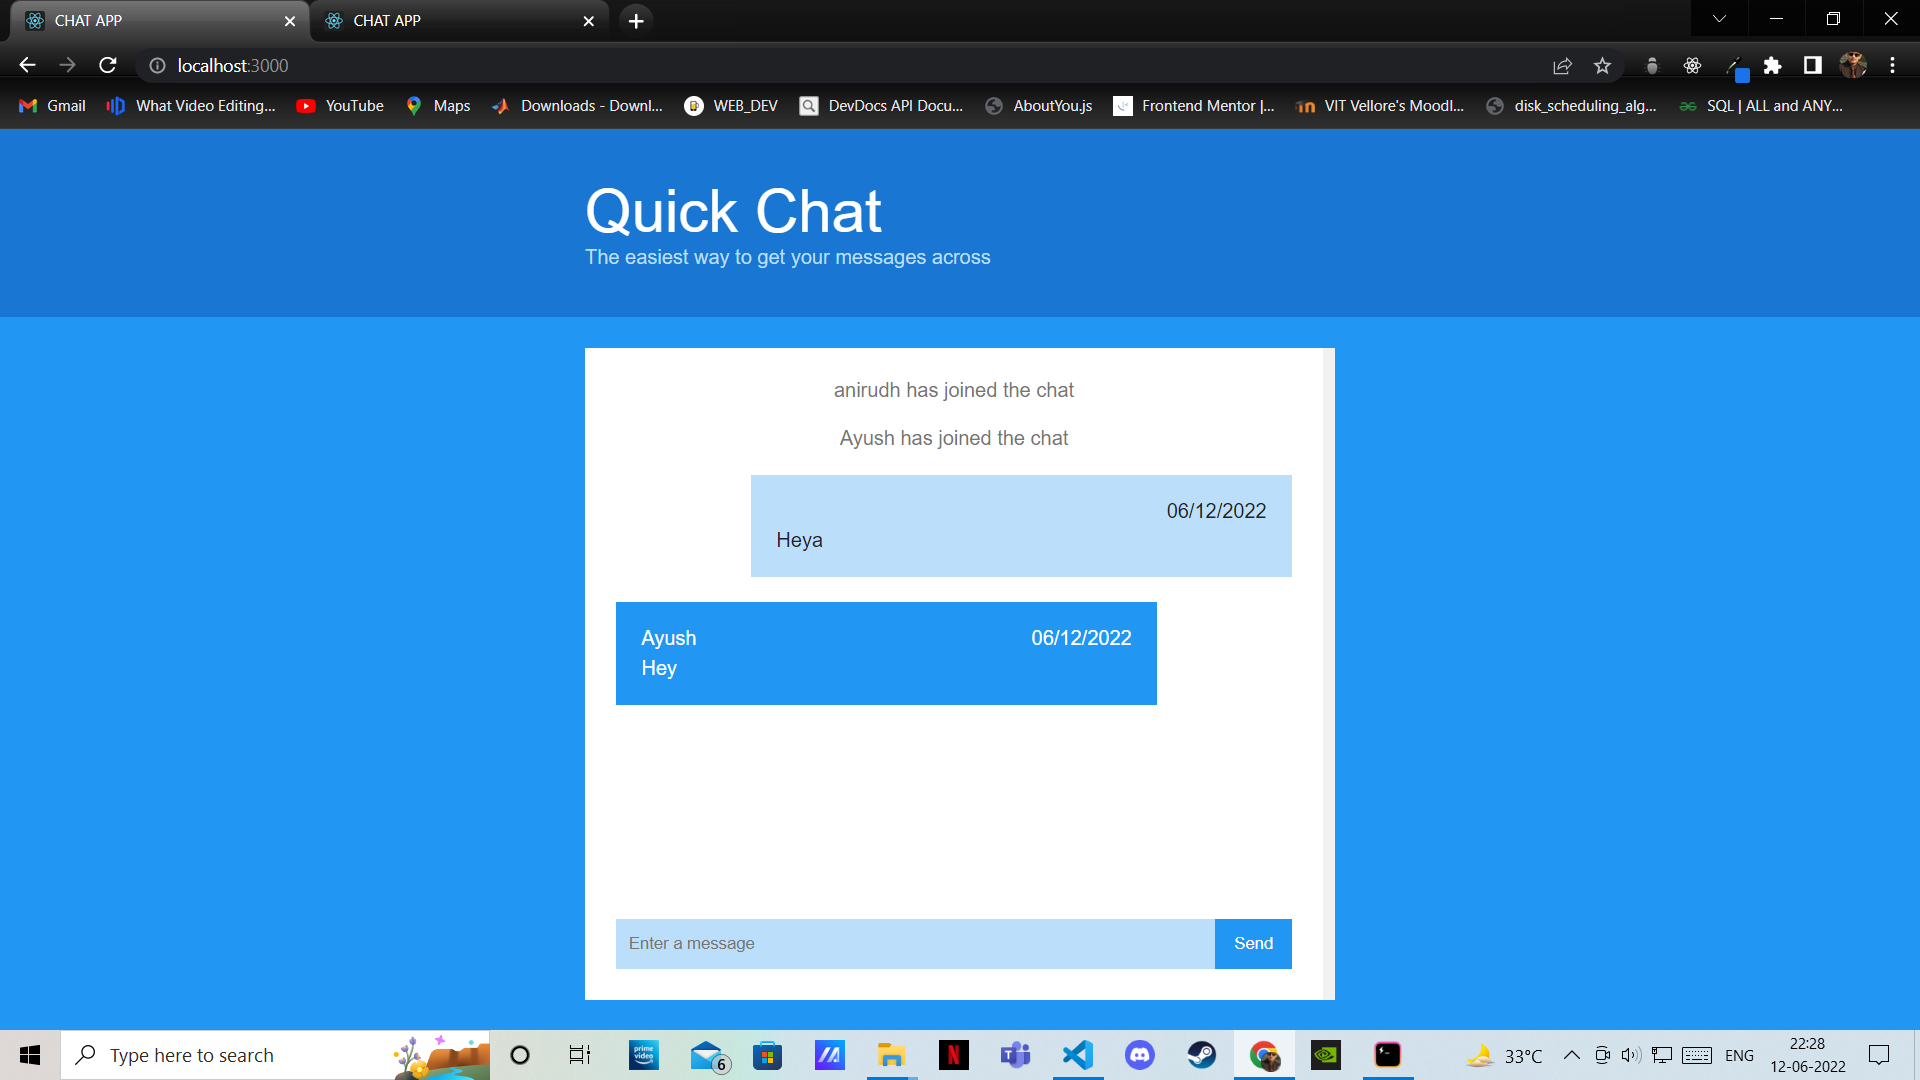 CHAT APP
CHAT APP
localhost:3000
Gmail
What Video Editing...
YouTube
Maps
Downloads - Downl...
WEB_DEV
DevDocs API Docu...
AboutYou.js
Frontend Mentor |...
VIT Vellore's Moodl...
disk_scheduling_alg...
SQL | ALL and ANY...
Quick Chat
The easiest way to get your messages across
anirudh has joined the chat
Ayush has joined the chat
06/12/2022
Heya
Ayush 06/12/2022
Hey
Enter a message
Send
Type here to search
prime video
6
33°C
ENG
22:28
12-06-2022